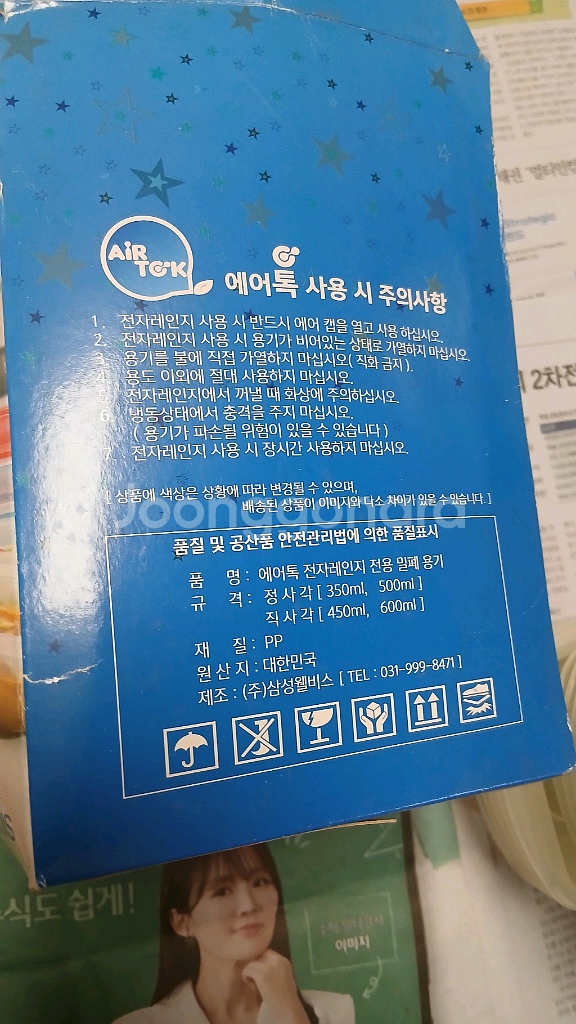 AiR
TOK
에어톡 사용 시 주의사항
1. 전자레인지 사용 시 반드시 에어 캡을 열고 사용 하십시오.
2. 전자레인지 사용 시 용기가 비어있는 상태로 가열하지 마십시오.
3. 용기를 불에 직접 가열하지 마십시오( 직화 금지 ).
4. 용도 이외에 절대 사용하지 마십시오.
5. 전자레인지에서 꺼낼 때 화상에 주의하십시오.
6. 냉동상태에서 충격을 주지 마십시오.
( 용기가 파손될 위험이 있을 수 있습니다 )
7. 전자레인지 사용 시 장시간 사용하지 마십시오.
[ 상품에 색상은 상황에 따라 변경될 수 있으며,
배송된 상품이 이미지와 다소 차이가 있을 수 있습니다. ]
joonggonara
품질 및 공산품 안전관리법에 의한 품질표시
품 명 : 에어톡 전자레인지 전용 밀폐 용기
규 격 : 정 사 각 [ 350ml, 500ml ]
직 사 각 [ 450ml, 600ml ]
재 질 : PP
원 산 지 : 대한민국
제조 : (주)삼성웰비스 [ TEL : 031-999-8471 ]
2차전
식도 쉽게!
이미지